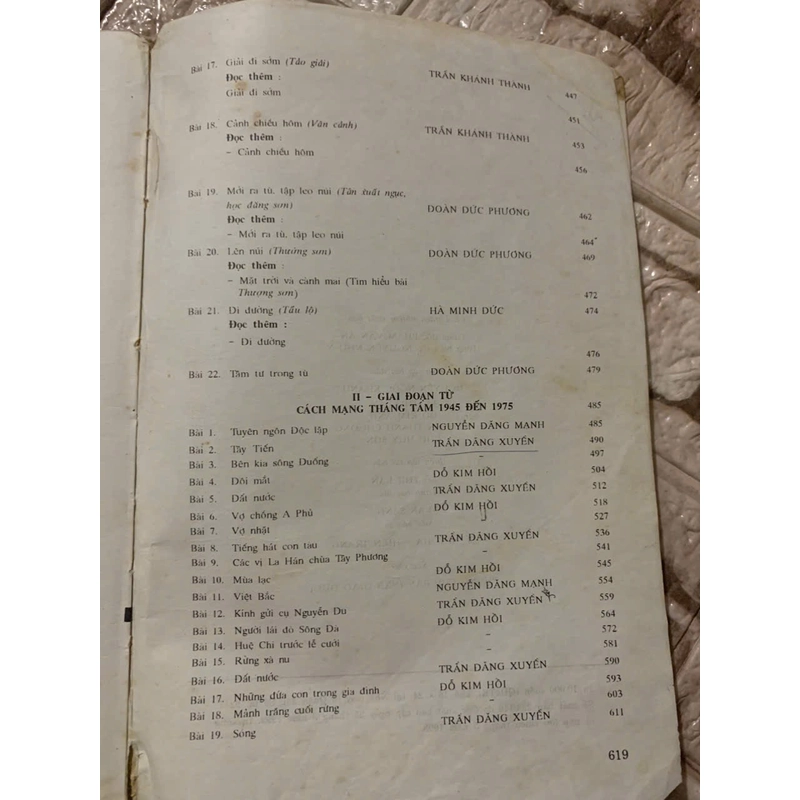 Bài 17. Giải đi sớm (Tảo giải) TRẦN KHÁNH THÀNH 447
Đọc thêm :
Giải đi sớm 451
Bài 18. Cảnh chiều hôm (Vãn cảnh) TRẦN KHÁNH THÀNH 453
Đọc thêm :
- Cảnh chiều hôm 456
Bài 19. Mới ra tù, tập leo núi (Tân tuất ngục,
học đăng sơn) ĐOÀN ĐỨC PHƯƠNG 462
Đọc thêm :
- Mới ra tù, tập leo núi 464
Bài 20. Lên núi (Thướng sơn) ĐOÀN ĐỨC PHƯƠNG 469
Đọc thêm :
- Mặt trời và cành mai (Tìm hiểu bài
Thượng sơn) 472
Bài 21. Đi đường (Tẩu lộ) HÀ MINH ĐỨC 474
Đọc thêm :
- Đi đường 476
Bài 22. Tâm tư trong tù ĐOÀN ĐỨC PHƯƠNG 479
II - GIAI ĐOẠN TỪ
CÁCH MẠNG THÁNG TÁM 1945 ĐẾN 1975 485
Bài 1. Tuyên ngôn Độc lập NGUYỄN ĐĂNG MẠNH 485
Bài 2. Tây Tiến TRẦN ĐĂNG XUYỀN 490
Bài 3. Bên kia sông Đuống - 497
Bài 4. Đôi mắt ĐỖ KIM HỒI 504
Bài 5. Đất nước TRẦN ĐĂNG XUYỀN 512
Bài 6. Vợ chồng A Phủ ĐỖ KIM HỒI 518
Bài 7. Vợ nhặt 527
Bài 8. Tiếng hát con tàu TRẦN ĐĂNG XUYỀN 536
Bài 9. Các vị La Hán chùa Tây Phương - 541
Bài 10. Mùa lạc ĐỖ KIM HỒI 545
Bài 11. Việt Bắc NGUYỄN ĐĂNG MẠNH 554
Bài 12. Kính gửi cụ Nguyễn Du TRẦN ĐĂNG XUYỀN 559
Bài 13. Người lái đò Sông Đà ĐỖ KIM HỒI 564
Bài 14. Huệ Chi trước lễ cưới - 572
Bài 15. Rừng xà nu - 581
Bài 16. Đất nước TRẦN ĐĂNG XUYỀN 590
Bài 17. Những đứa con trong gia đình ĐỖ KIM HỒI 593
Bài 18. Mảnh trăng cuối rừng - 603
Bài 19. Sóng TRẦN ĐĂNG XUYỀN 611
619